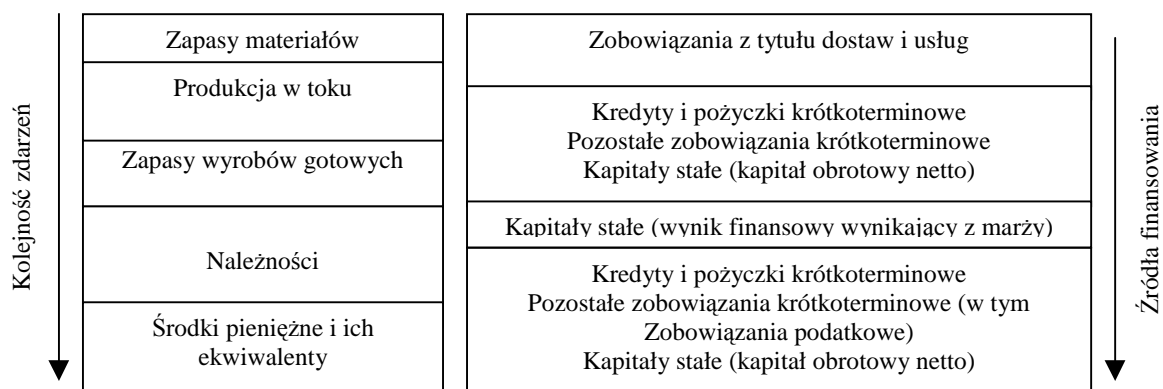 Kolejność zdarzeń
Zapasy materiałów
Produkcja w toku
Zapasy wyrobów gotowych
Należności
Środki pieniężne i ich
ekwiwalenty
Zobowiązania z tytułu dostaw i usług
Kredyty i pożyczki krótkoterminowe
Pozostałe zobowiązania krótkoterminowe
Kapitały stałe (kapitał obrotowy netto)
Kapitały stałe (wynik finansowy wynikający z marży)
Kredyty i pożyczki krótkoterminowe
Pozostałe zobowiązania krótkoterminowe (w tym
Zobowiązania podatkowe)
Kapitały stałe (kapitał obrotowy netto)
Źródła finansowania